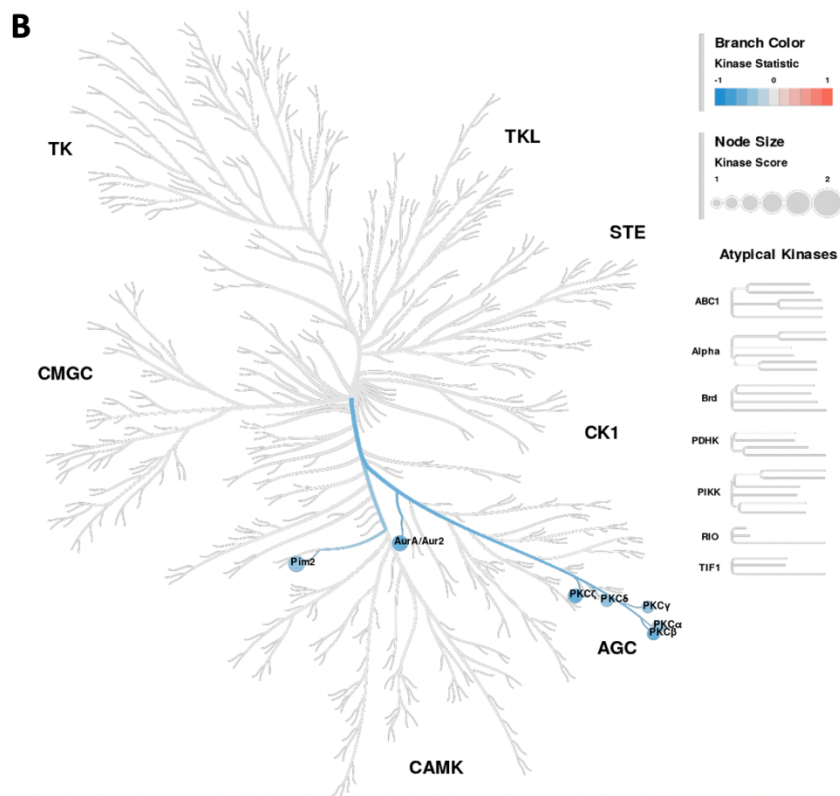 B
TK
TKL
STE
CMGC
CK1
Pim2
AurA/Aur2
PKCζ
PKCδ
PKCγ
PKCα
PKCβ
AGC
CAMK
Branch Color
Kinase Statistic
-1 0 1
Node Size
Kinase Score
1 2
Atypical Kinases
ABC1
Alpha
Brd
PDHK
PIKK
RIO
TIF1